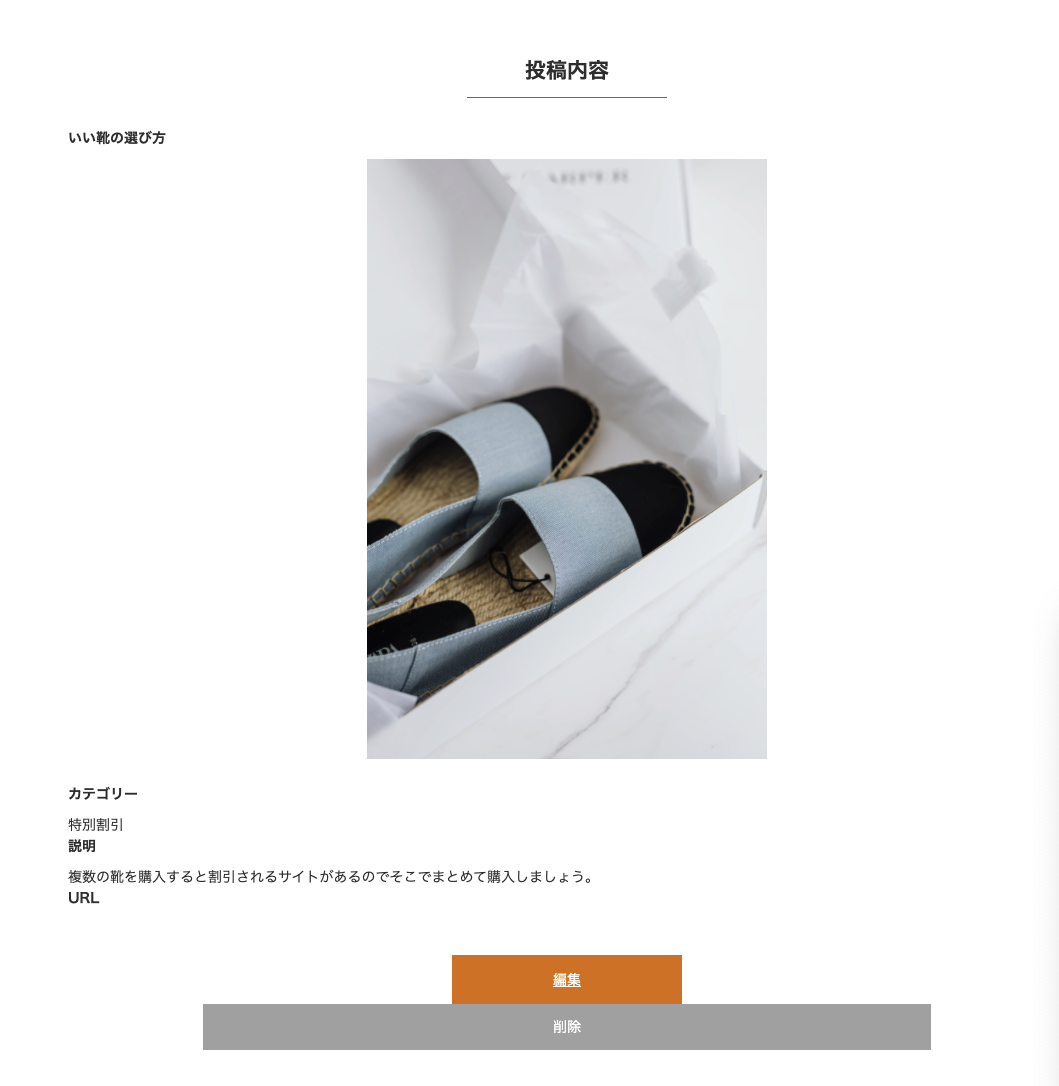 投稿内容
いい靴の選び方
カテゴリー
特別割引
説明
複数の靴を購入すると割引されるサイトがあるのでそこでまとめて購入しましょう。
URL
編集
削除